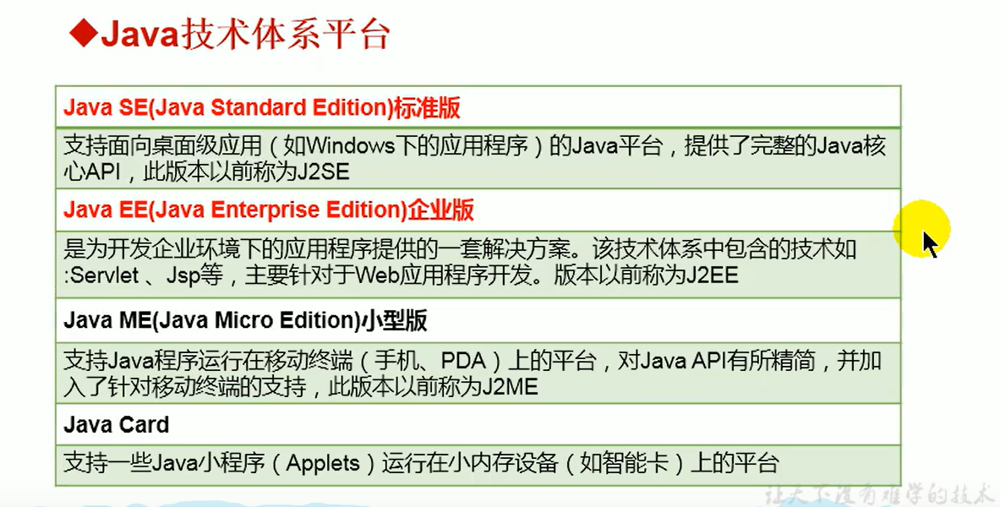 ◆Java技术体系平台
Java SE(Java Standard Edition)标准版
支持面向桌面级应用（如Windows下的应用程序）的Java平台，提供了完整的Java核
心API，此版本以前称为J2SE
Java EE(Java Enterprise Edition)企业版
是为开发企业环境下的应用程序提供的一套解决方案。该技术体系中包含的技术如
:Servlet 、Jsp等，主要针对于Web应用程序开发。版本以前称为J2EE
Java ME(Java Micro Edition)小型版
支持Java程序运行在移动终端（手机、PDA）上的平台，对Java API有所精简，并加
入了针对移动终端的支持，此版本以前称为J2ME
Java Card
支持一些Java小程序（Applets）运行在小内存设备（如智能卡）上的平台
让天下没有难学的技术